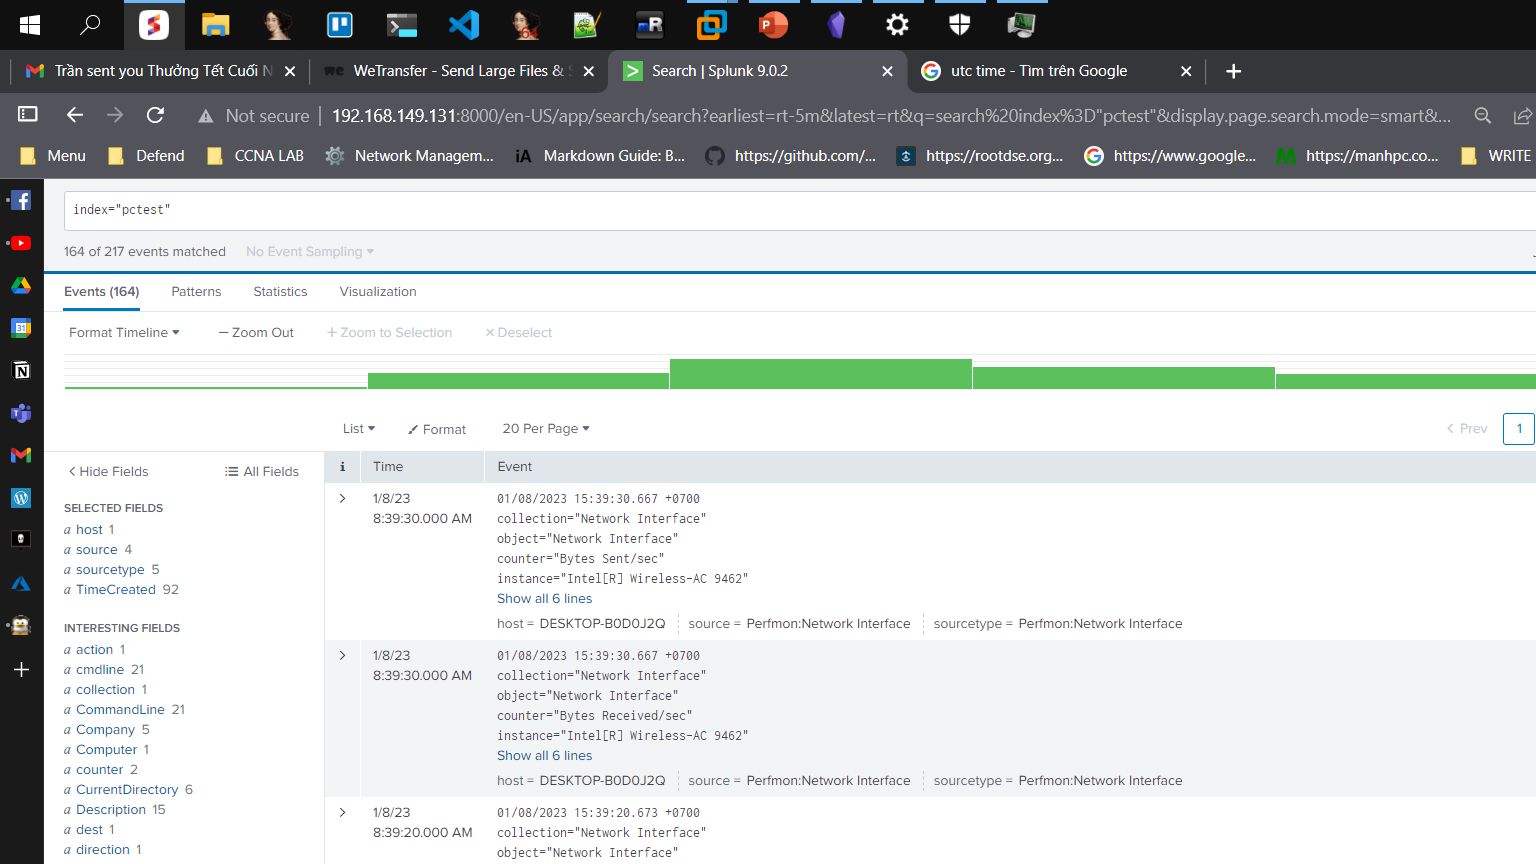 Trần sent you Thưởng Tết Cuối N
WeTransfer - Send Large Files & S
Search | Splunk 9.0.2
utc time - Tìm trên Google
Not secure
192.168.149.131:8000/en-US/app/search/search?earliest=rt-5m&latest=rt&q=search%20index%3D"pctest"&display.page.search.mode=smart&...
Menu
Defend
CCNA LAB
Network Managem...
Markdown Guide: B...
https://github.com/...
https://rootdse.org...
https://www.google...
https://manhpc.co...
WRITE
index="pctest"
164 of 217 events matched
No Event Sampling
Events (164)
Patterns
Statistics
Visualization
Format Timeline
— Zoom Out
+ Zoom to Selection
× Deselect
List
Format
20 Per Page
< Prev
1
< Hide Fields
All Fields
i
Time
Event
SELECTED FIELDS
a host 1
a source 4
a sourcetype 5
a TimeCreated 92
INTERESTING FIELDS
a action 1
a cmdline 21
a collection 1
a CommandLine 21
a Company 5
a Computer 1
a counter 2
a CurrentDirectory 6
a Description 15
a dest 1
a direction 1
1/8/23
8:39:30.000 AM
01/08/2023 15:39:30.667 +0700
collection="Network Interface"
object="Network Interface"
counter="Bytes Sent/sec"
instance="Intel[R] Wireless-AC 9462"
Show all 6 lines
host = DESKTOP-B0D0J2Q
source = Perfmon:Network Interface
sourcetype = Perfmon:Network Interface
1/8/23
8:39:30.000 AM
01/08/2023 15:39:30.667 +0700
collection="Network Interface"
object="Network Interface"
counter="Bytes Received/sec"
instance="Intel[R] Wireless-AC 9462"
Show all 6 lines
host = DESKTOP-B0D0J2Q
source = Perfmon:Network Interface
sourcetype = Perfmon:Network Interface
1/8/23
8:39:20.000 AM
01/08/2023 15:39:20.673 +0700
collection="Network Interface"
object="Network Interface"